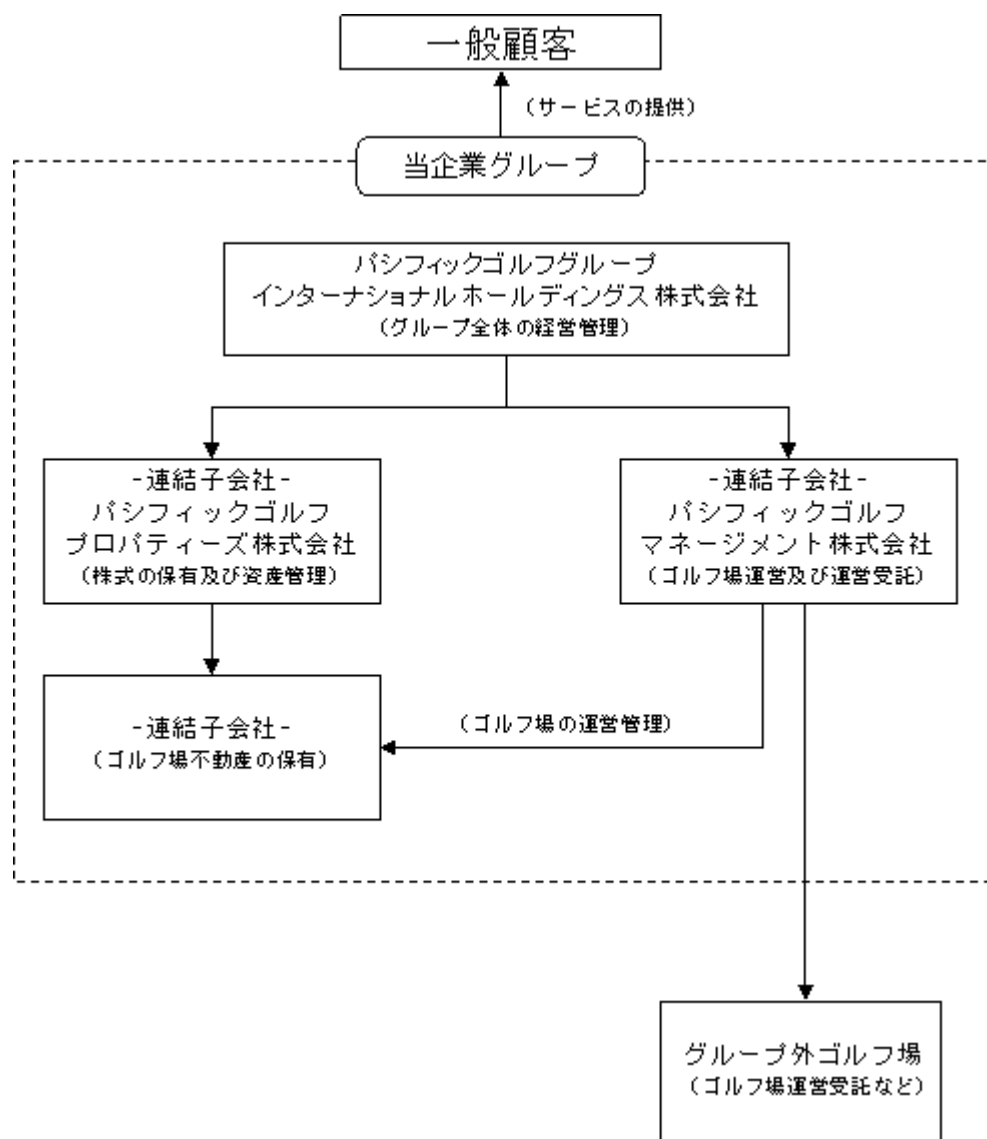 一般顧客
（サービスの提供）
当企業グループ
パシフィックゴルフグループ
インターナショナルホールディングス株式会社
（グループ全体の経営管理）
-連結子会社-
パシフィックゴルフ
プロパティーズ株式会社
（株式の保有及び資産管理）
-連結子会社-
パシフィックゴルフ
マネージメント株式会社
（ゴルフ場運営及び運営受託）
-連結子会社-
（ゴルフ場不動産の保有）
（ゴルフ場の運営管理）
グループ外ゴルフ場
（ゴルフ場運営受託など）